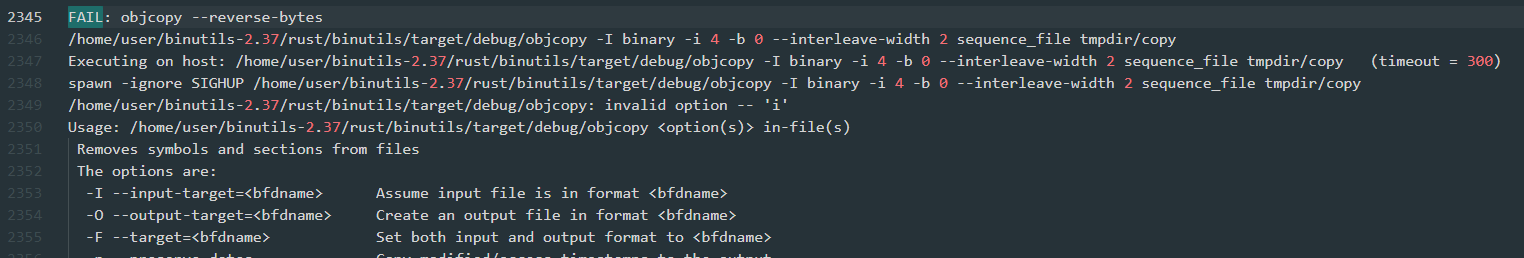 2345 FAIL: objcopy --reverse-bytes
2346 /home/user/binutils-2.37/rust/binutils/target/debug/objcopy -I binary -i 4 -b 0 --interleave-width 2 sequence_file tmpdir/copy
2347 Executing on host: /home/user/binutils-2.37/rust/binutils/target/debug/objcopy -I binary -i 4 -b 0 --interleave-width 2 sequence_file tmpdir/copy   (timeout = 300)
2348 spawn -ignore SIGHUP /home/user/binutils-2.37/rust/binutils/target/debug/objcopy -I binary -i 4 -b 0 --interleave-width 2 sequence_file tmpdir/copy
2349 /home/user/binutils-2.37/rust/binutils/target/debug/objcopy: invalid option -- 'i'
2350 Usage: /home/user/binutils-2.37/rust/binutils/target/debug/objcopy <option(s)> in-file(s)
2351  Removes symbols and sections from files
2352  The options are:
2353   -I --input-target=<bfdname>      Assume input file is in format <bfdname>
2354   -O --output-target=<bfdname>     Create an output file in format <bfdname>
2355   -F --target=<bfdname>            Set both input and output format to <bfdname>